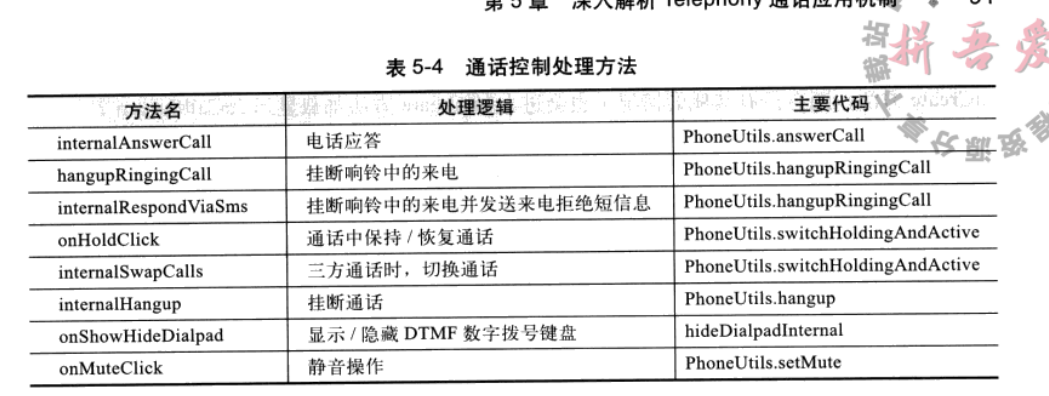 第 5 章 深入解析 Telephony 通话应用机制
表 5-4 通话控制处理方法
方法名 处理逻辑 主要代码
internalAnswerCall 电话应答 PhoneUtils.answerCall
hangupRingingCall 挂断响铃中的来电 PhoneUtils.hangupRingingCall
internalRespondViaSms 挂断响铃中的来电并发送来电拒绝短信息 PhoneUtils.hangupRingingCall
onHoldClick 通话中保持 / 恢复通话 PhoneUtils.switchHoldingAndActive
internalSwapCalls 三方通话时，切换通话 PhoneUtils.switchHoldingAndActive
internalHangup 挂断通话 PhoneUtils.hangup
onShowHideDialpad 显示 / 隐藏 DTMF 数字拨号键盘 hideDialpadInternal
onMuteClick 静音操作 PhoneUtils.setMute
拼吾爱